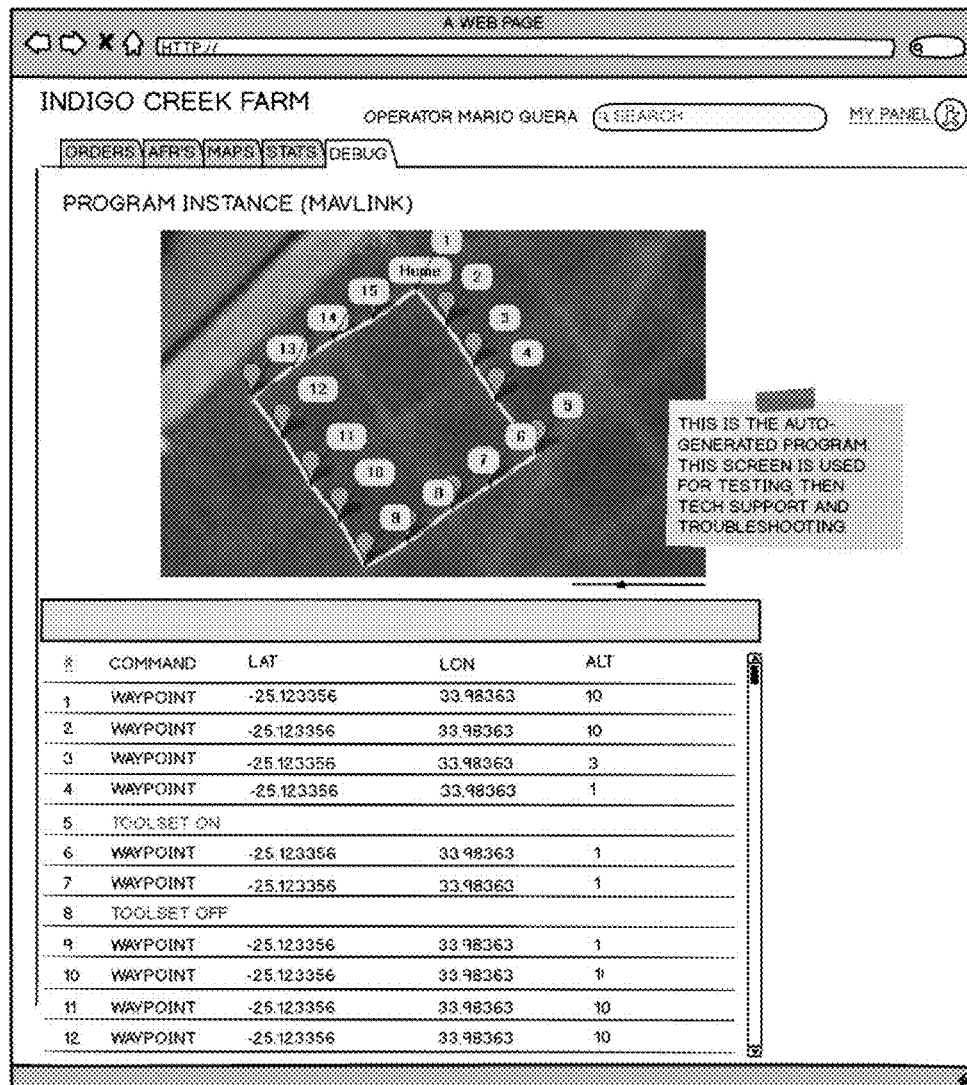 A WEB PAGE
HTTP://
INDIGO CREEK FARM
OPERATOR MARIO GUERA
SEARCH
MY PANEL
ORDERS AFR'S MAPS STATS DEBUG
PROGRAM INSTANCE (MAVLINK)
1
Home 2
15
14 3
13 4
12
5
11 6
10 7
8
9
THIS IS THE AUTO-
GENERATED PROGRAM
THIS SCREEN IS USED
FOR TESTING THEN
TECH SUPPORT AND
TROUBLESHOOTING
# COMMAND LAT LON ALT
1 WAYPOINT -25.123356 33.98363 10
2 WAYPOINT -25.123356 33.98363 10
3 WAYPOINT -25.123356 33.98363 3
4 WAYPOINT -25.123356 33.98363 1
5 TOOLSET ON
6 WAYPOINT -25.123356 33.98363 1
7 WAYPOINT -25.123356 33.98363 1
8 TOOLSET OFF
9 WAYPOINT -25.123356 33.98363 1
10 WAYPOINT -25.123356 33.98363
11 WAYPOINT -25.123356 33.98363 10
12 WAYPOINT -25.123356 33.98363 10